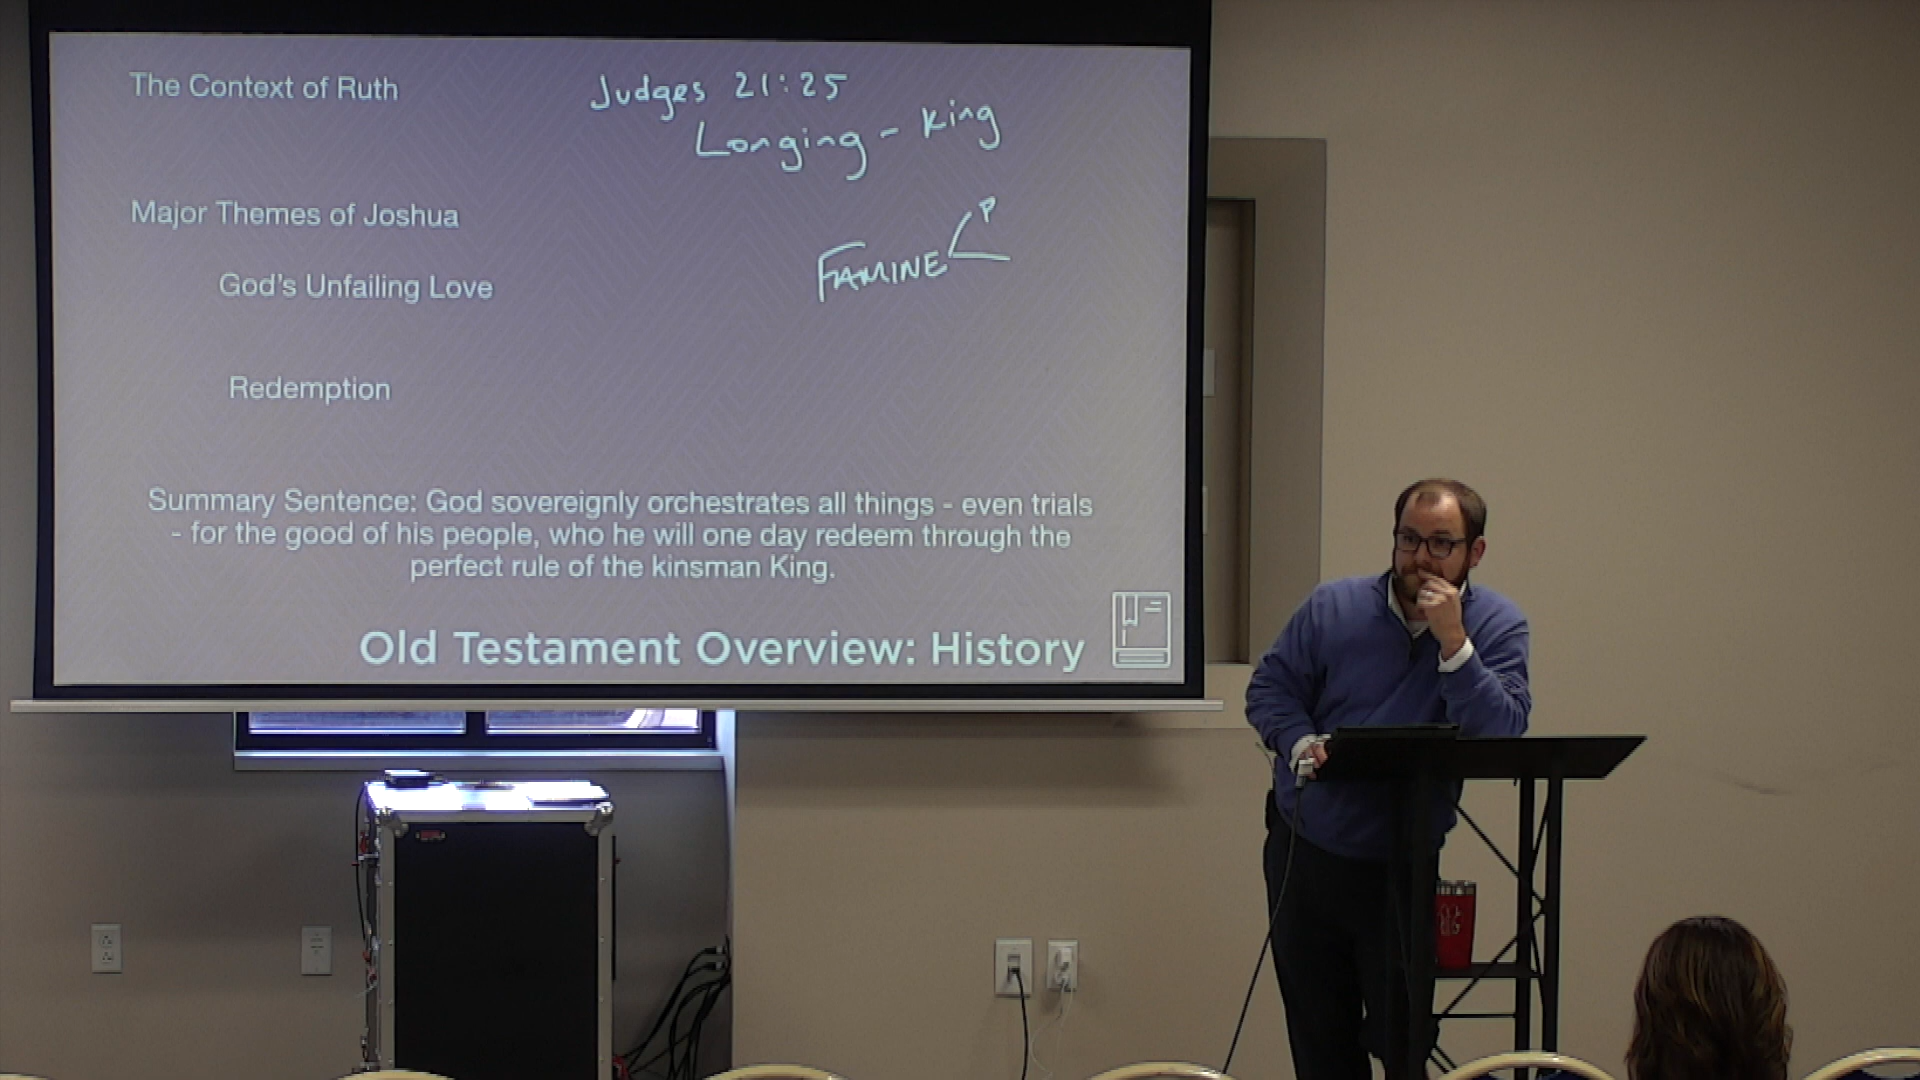 The Context of Ruth
Judges 21:25
Longing - King
Major Themes of Joshua
P
FAMINE
God's Unfailing Love
Redemption
Summary Sentence: God sovereignly orchestrates all things - even trials
- for the good of his people, who he will one day redeem through the
perfect rule of the kinsman King.
Old Testament Overview: History